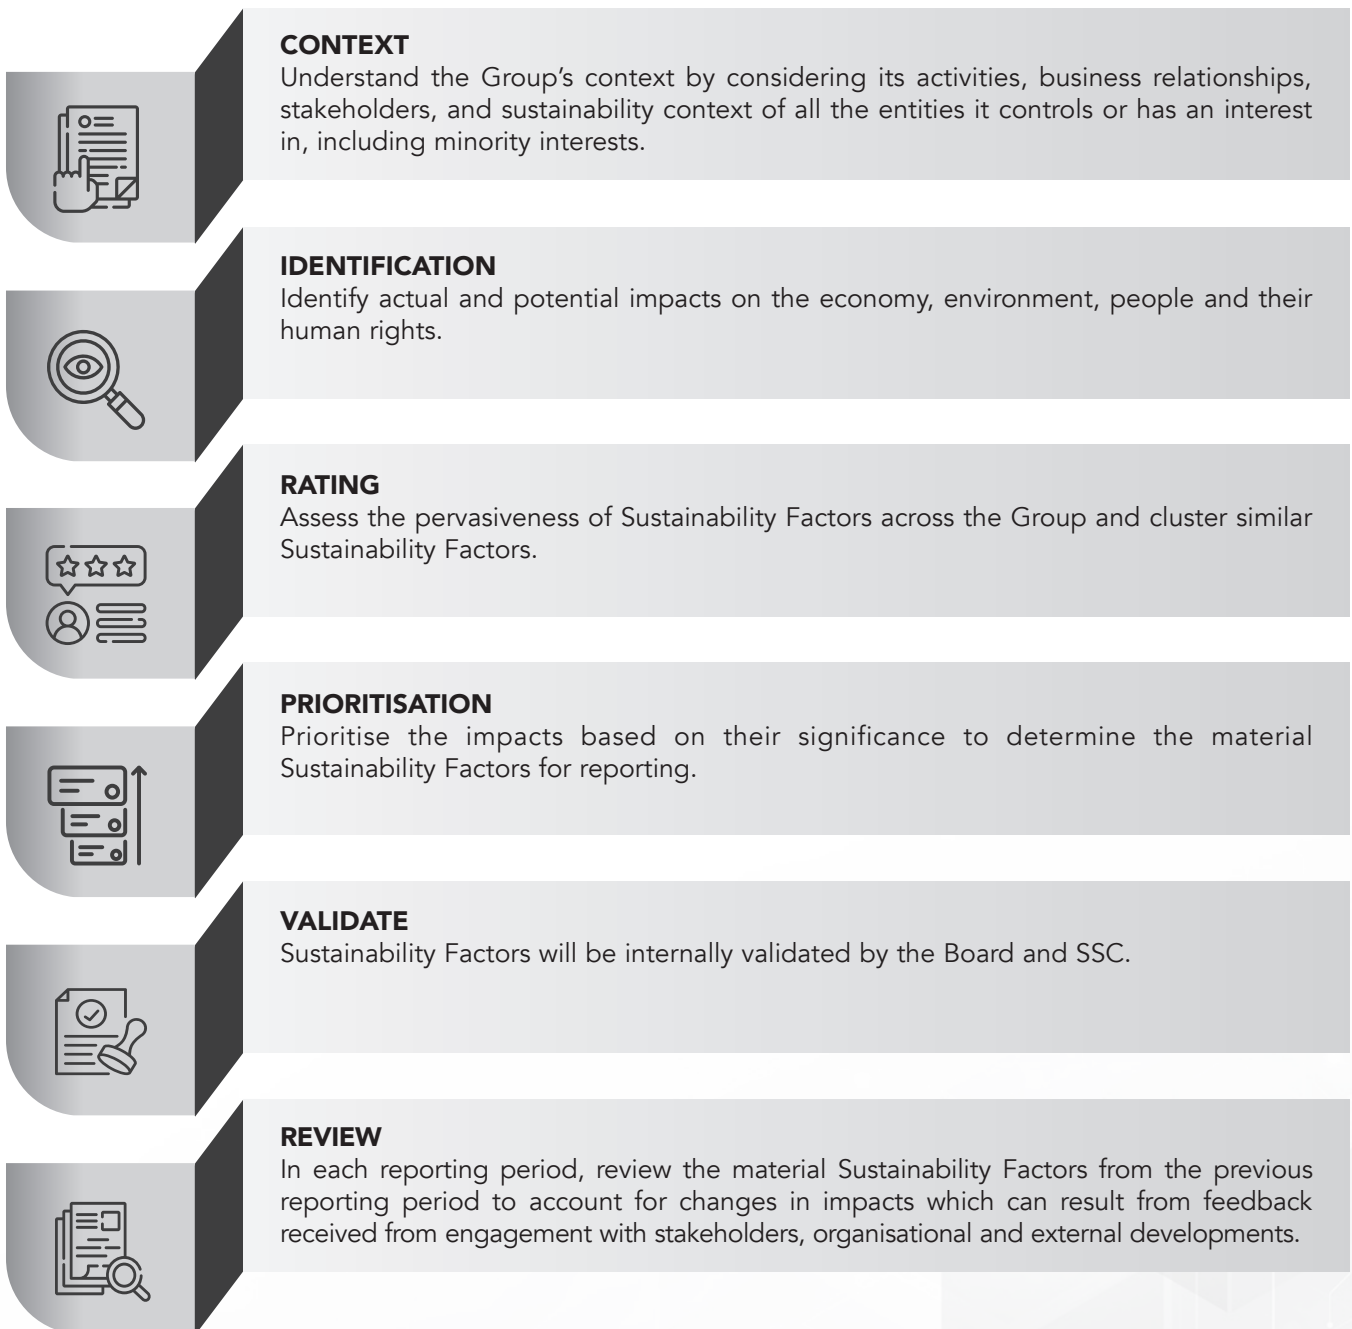 CONTEXT
Understand the Group's context by considering its activities, business relationships,
stakeholders, and sustainability context of all the entities it controls or has an interest
in, including minority interests.
IDENTIFICATION
Identify actual and potential impacts on the economy, environment, people and their
human rights.
RATING
Assess the pervasiveness of Sustainability Factors across the Group and cluster similar
Sustainability Factors.
PRIORITISATION
Prioritise the impacts based on their significance to determine the material
Sustainability Factors for reporting.
VALIDATE
Sustainability Factors will be internally validated by the Board and SSC.
REVIEW
In each reporting period, review the material Sustainability Factors from the previous
reporting period to account for changes in impacts which can result from feedback
received from engagement with stakeholders, organisational and external developments.